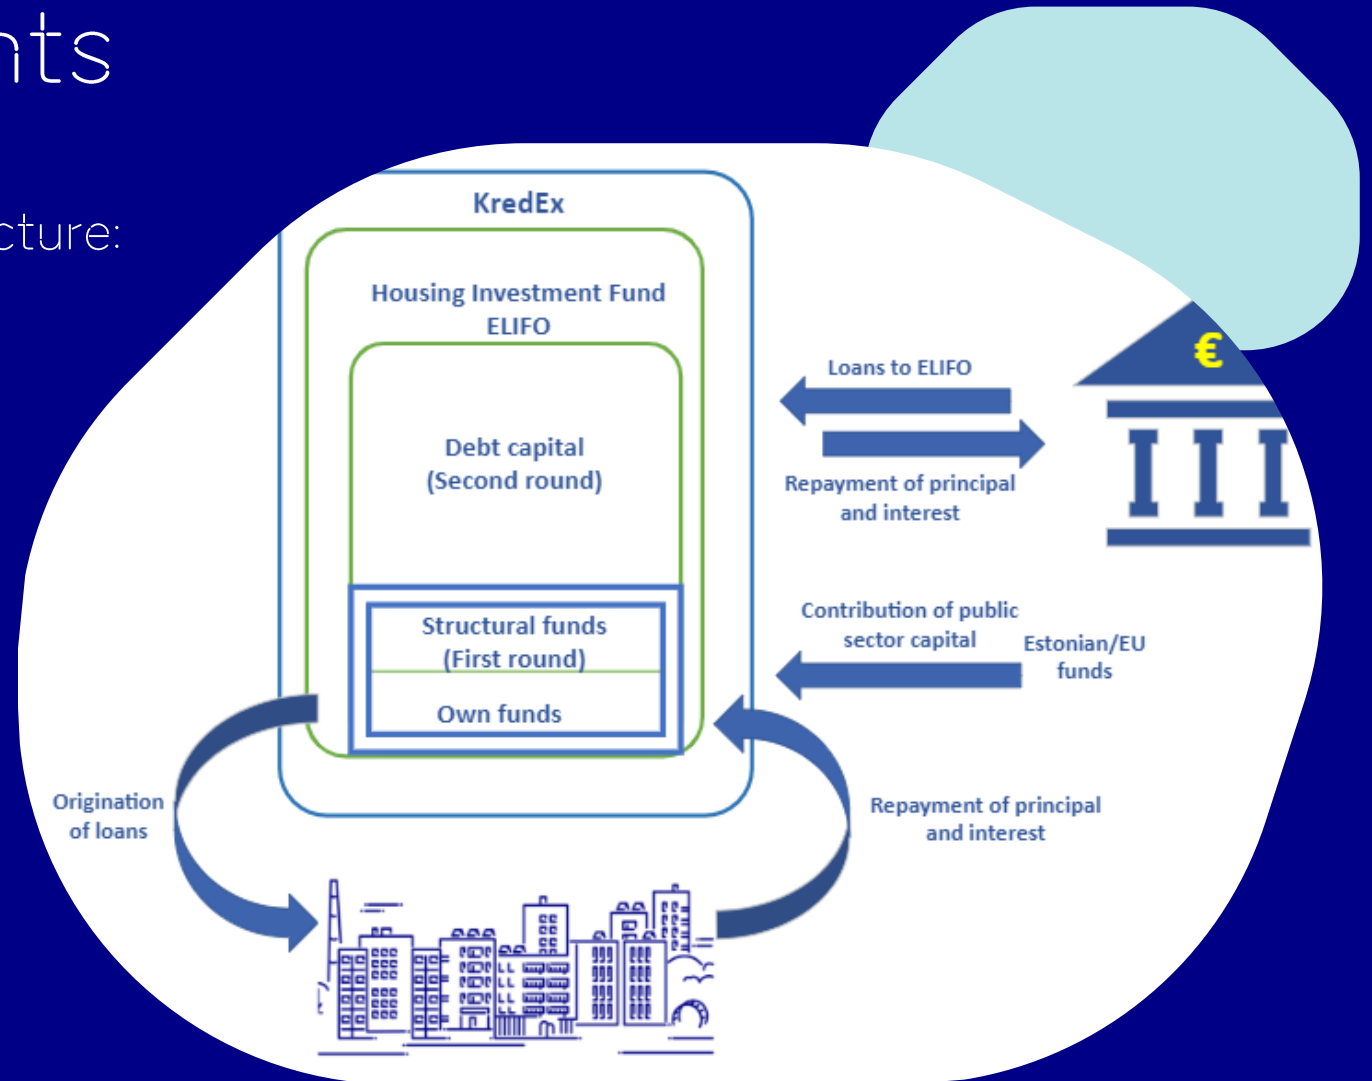 nts
cture:
KredEx
Housing Investment Fund
ELIFO
Debt capital
(Second round)
Structural funds
(First round)
Own funds
Loans to ELIFO
Repayment of principal
and interest
€
Contribution of public
sector capital
Estonian/EU
funds
Origination
of loans
Repayment of principal
and interest